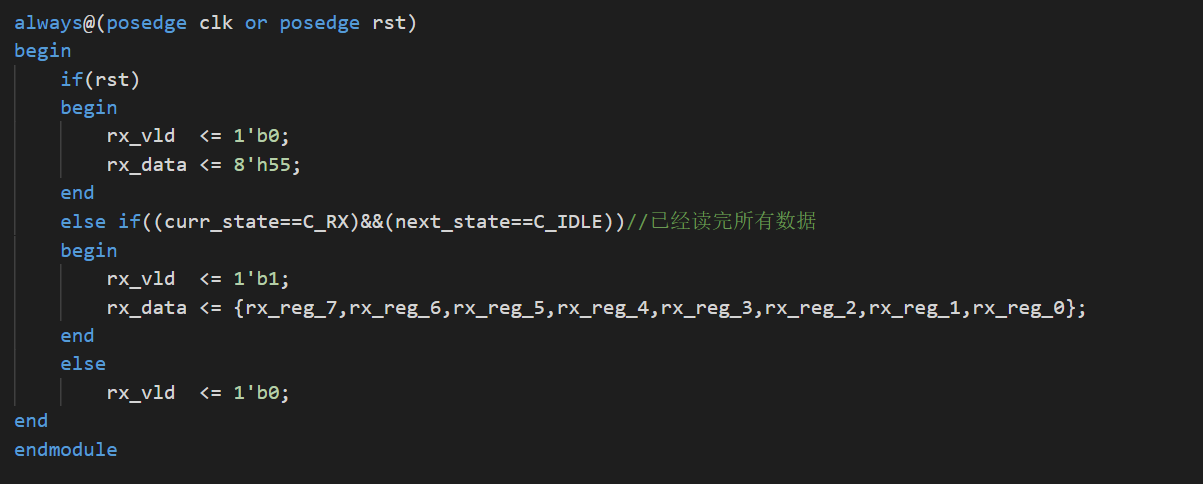 always@(posedge clk or posedge rst)
begin
    if(rst)
    begin
        rx_vld  <= 1'b0;
        rx_data <= 8'h55;
    end
    else if((curr_state==C_RX)&&(next_state==C_IDLE))//已经读完所有数据
    begin
        rx_vld  <= 1'b1;
        rx_data <= {rx_reg_7,rx_reg_6,rx_reg_5,rx_reg_4,rx_reg_3,rx_reg_2,rx_reg_1,rx_reg_0};
    end
    else
        rx_vld  <= 1'b0;
end
endmodule